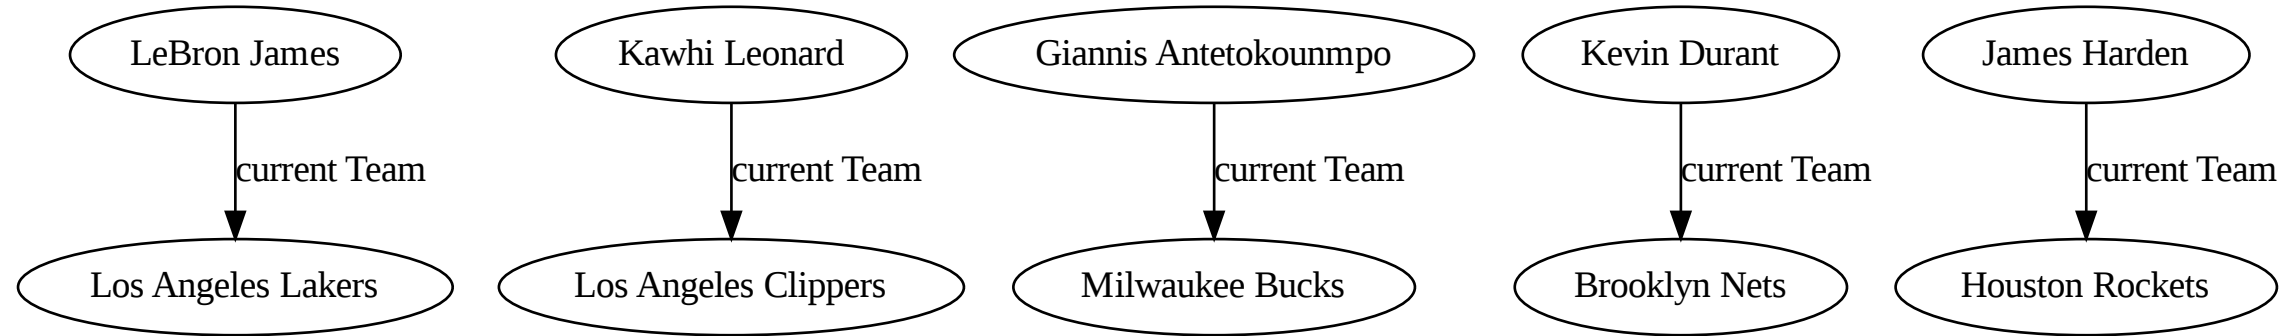 LeBron James
Kawhi Leonard
Giannis Antetokounmpo
Kevin Durant
James Harden
current Team
current Team
current Team
current Team
current Team
Los Angeles Lakers
Los Angeles Clippers
Milwaukee Bucks
Brooklyn Nets
Houston Rockets